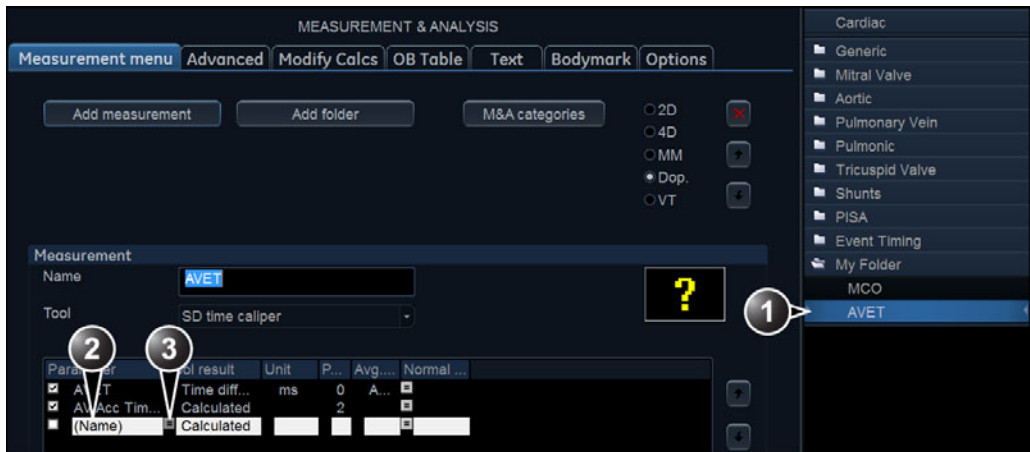 MEASUREMENT & ANALYSIS
Measurement menu Advanced Modify Calcs OB Table Text Bodymark Options
Add measurement Add folder M&A categories
2D
4D
MM
Dop.
VT
Measurement
Name AVET
Tool SD time caliper
?
2 3
Unit P... Avg.... Normal ...
Time diff... ms 0 A...
AV Acc Tim... Calculated 2
(Name) = Calculated =
Cardiac
Generic
Mitral Valve
Aortic
Pulmonary Vein
Pulmonic
Tricuspid Valve
Shunts
PISA
Event Timing
My Folder
MCO
1 AVET